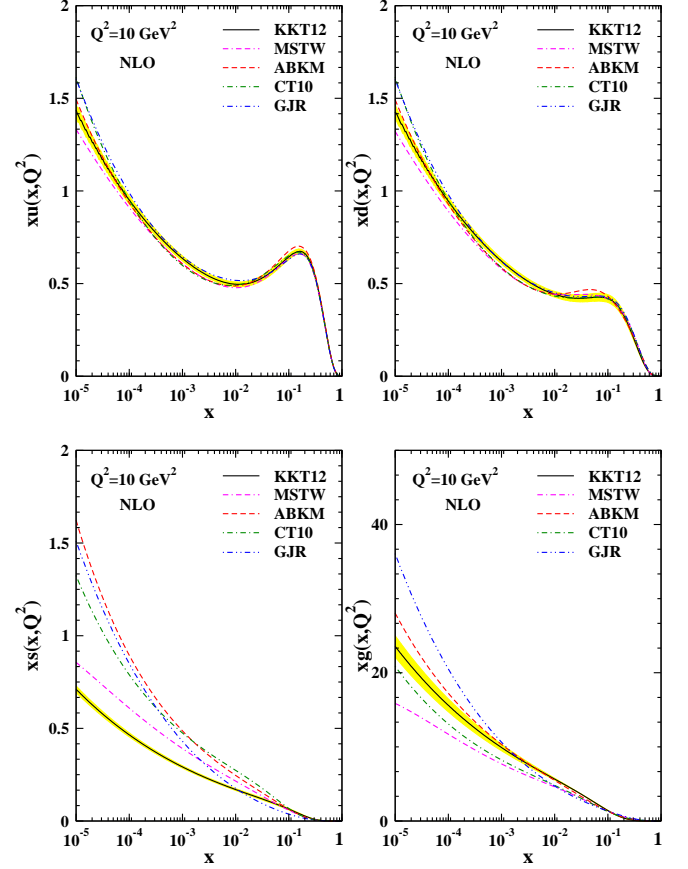 2
1.5
1
0.5
0
xu(x,Q²)
Q²=10 GeV²
NLO
KKT12
MSTW
ABKM
CT10
GJR
10⁻⁵ 10⁻⁴ 10⁻³ 10⁻² 10⁻¹ 1
x
2
1.5
1
0.5
0
xd(x,Q²)
Q²=10 GeV²
NLO
KKT12
MSTW
ABKM
CT10
GJR
10⁻⁵ 10⁻⁴ 10⁻³ 10⁻² 10⁻¹ 1
x
2
1.5
1
0.5
0
xs(x,Q²)
Q²=10 GeV²
NLO
KKT12
MSTW
ABKM
CT10
GJR
10⁻⁵ 10⁻⁴ 10⁻³ 10⁻² 10⁻¹ 1
x
40
20
0
xg(x,Q²)
Q²=10 GeV²
NLO
KKT12
MSTW
ABKM
CT10
GJR
10⁻⁵ 10⁻⁴ 10⁻³ 10⁻² 10⁻¹ 1
x